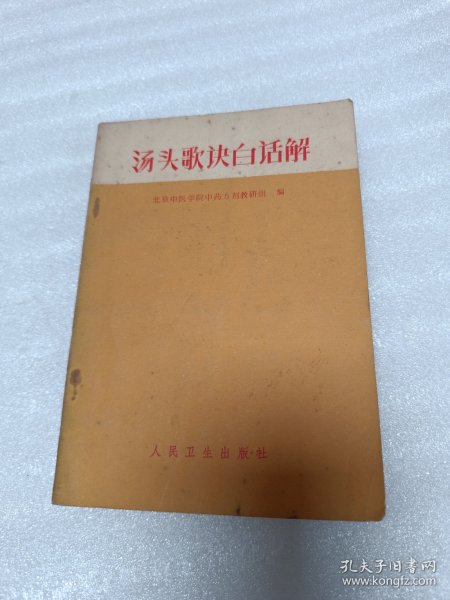 汤头歌诀白话解
北京中医学院中药方剂教研组 编
人民卫生出版社
孔夫子旧书网
www.kongfz.com